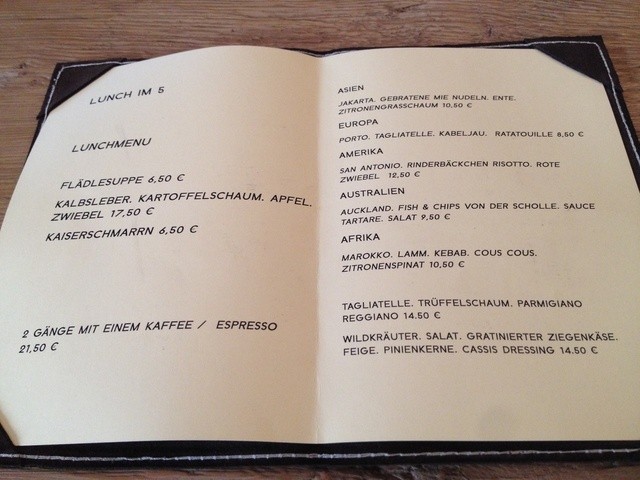 LUNCH IM 5
LUNCHMENU
FLÄDLESUPPE 6,50 €
KALBSLEBER. KARTOFFELSCHAUM. APFEL.
ZWIEBEL 17,50 €
KAISERSCHMARRN 6,50 €
2 GÄNGE MIT EINEM KAFFEE / ESPRESSO
21,50 €
ASIEN
JAKARTA. GEBRATENE MIE NUDELN. ENTE.
ZITRONENGRASSCHAUM 10,50 €
EUROPA
PORTO. TAGLIATELLE. KABELJAU. RATATOUILLE 8,50 €
AMERIKA
SAN ANTONIO. RINDERBÄCKCHEN RISOTTO. ROTE
ZWIEBEL 12,50 €
AUSTRALIEN
AUCKLAND. FISH & CHIPS VON DER SCHOLLE. SAUCE
TARTARE. SALAT 9,50 €
AFRIKA
MAROKKO. LAMM. KEBAB. COUS COUS.
ZITRONENSPINAT 10,50 €
TAGLIATELLE. TRÜFFELSCHAUM. PARMIGIANO
REGGIANO 14.50 €
WILDKRÄUTER. SALAT. GRATINIERTER ZIEGENKÄSE.
FEIGE. PINIENKERNE. CASSIS DRESSING 14.50 €